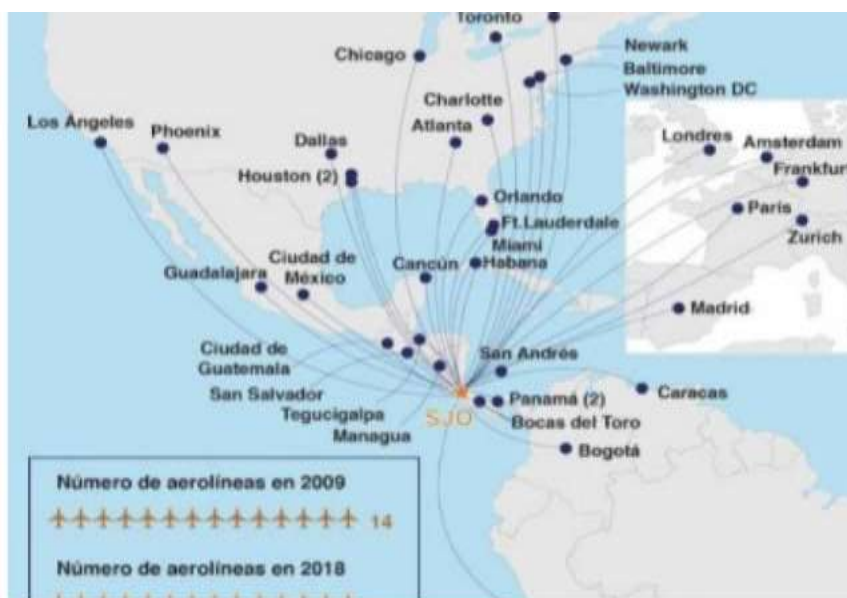 Toronto
Chicago
Newark
Baltimore
Washington DC
Charlotte
Atlanta
Los Ángeles
Phoenix
Dallas
Houston (2)
Londres
Amsterdam
Frankfurt
París
Zurich
Madrid
Orlando
Ft.Lauderdale
Miami
Habana
Cancún
Guadalajara
Ciudad de
México
Ciudad de
Guatemala
San Salvador
Tegucigalpa
Managua
San Andrés
SJO
Panamá (2)
Bocas del Toro
Caracas
Bogotá
Número de aerolíneas en 2009
14
Número de aerolíneas en 2018